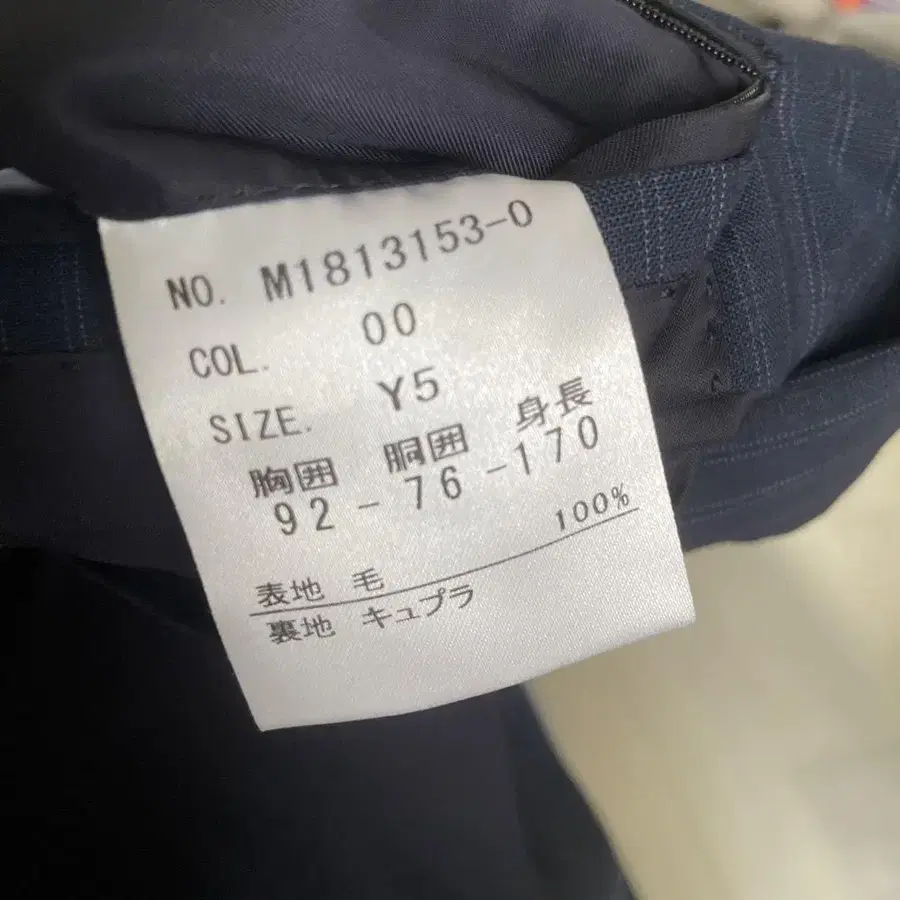 NO. M1813153-0
COL. 00
SIZE. Y5
胸囲 胴囲 身長
92-76-170
表地 毛 100%
裏地 キュプラ